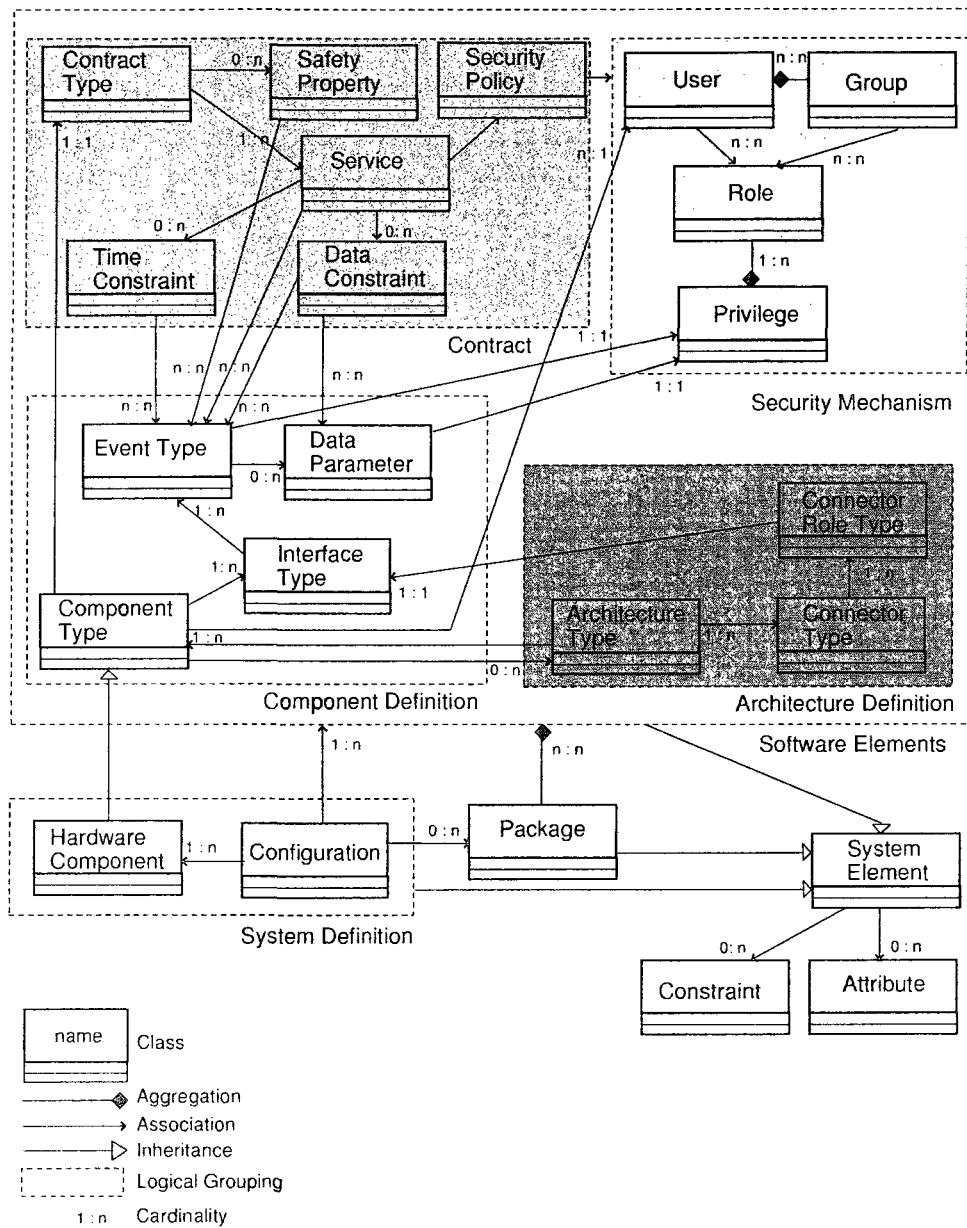 Contract
Type
0:n
Safety
Property
Security
Policy
User
n:n
Group
1:1
1:n
Service
n:1
n:n
n:n
Role
0:n
0:n
Time
Constraint
Data
Constraint
1:n
Privilege
Contract
1:1
n:n
n:n
n:n
1:1
Security Mechanism
n:n
n:n
Event Type
0:n
Data
Parameter
1:n
Connector
Role Type
Interface
Type
1:n
1:1
1:n
Component
Type
1:n
Architecture
Type
1:n
Connector
Type
0:n
Component Definition
Architecture Definition
Software Elements
1:n
n:n
Hardware
Component
1:n
Configuration
0:n
Package
System
Element
System Definition
0:n
0:n
Constraint
Attribute
name
Class
Aggregation
Association
Inheritance
Logical Grouping
1:n
Cardinality